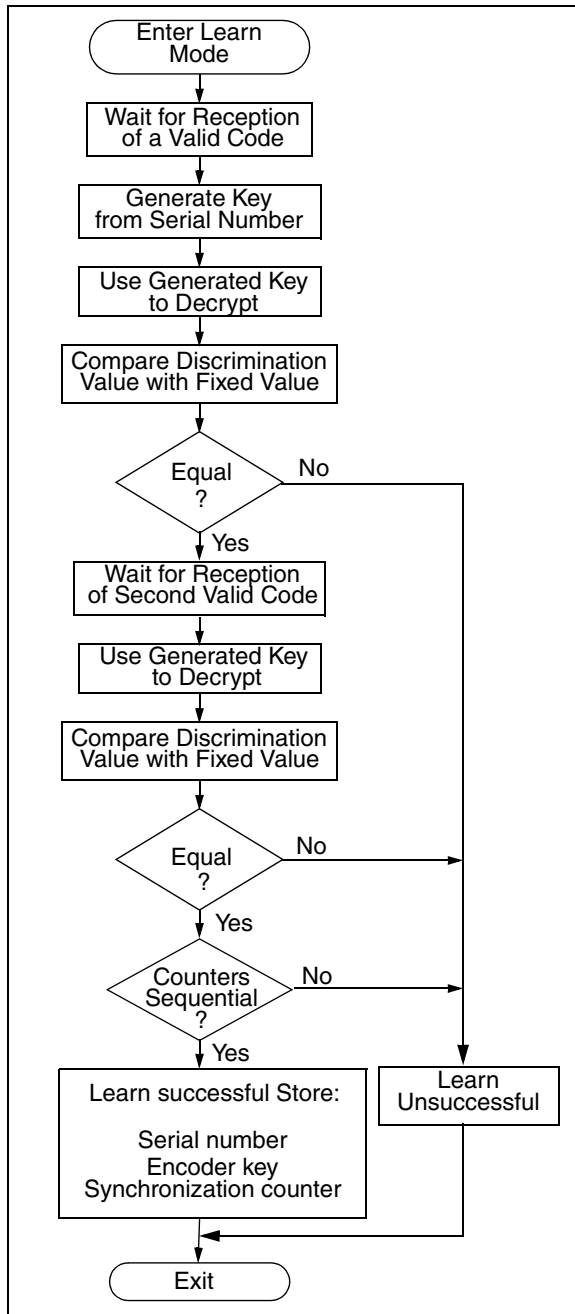 Enter Learn
Mode
Wait for Reception
of a Valid Code
Generate Key
from Serial Number
Use Generated Key
to Decrypt
Compare Discrimination
Value with Fixed Value
Equal
?
No
Yes
Wait for Reception
of Second Valid Code
Use Generated Key
to Decrypt
Compare Discrimination
Value with Fixed Value
Equal
?
No
Yes
Counters
Sequential
?
No
Yes
Learn successful Store:
Serial number
Encoder key
Synchronization counter
Learn
Unsuccessful
Exit